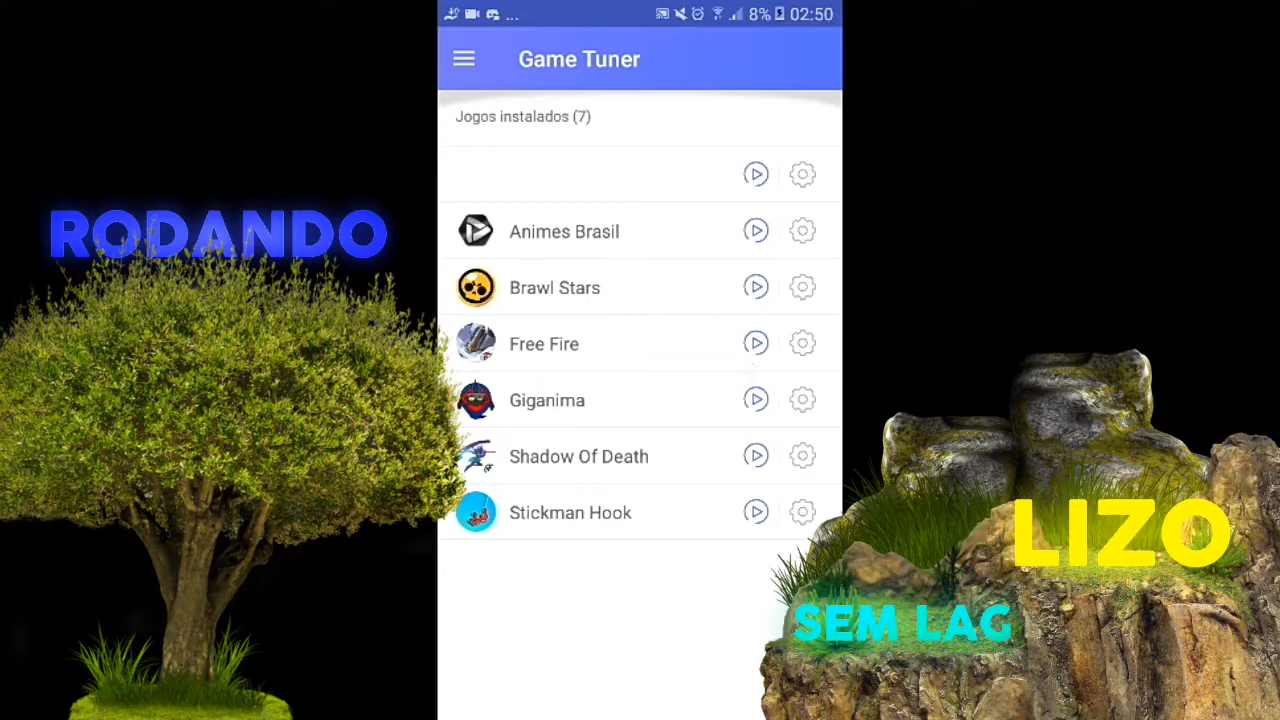 ... 8% 02:50
Game Tuner
Jogos instalados (7)
Animes Brasil
Brawl Stars
Free Fire
Giganima
Shadow Of Death
Stickman Hook
RODANDO
LIZO
SEM LAG